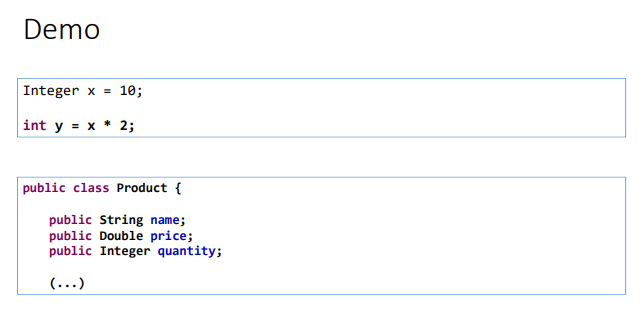 Demo
Integer x = 10;
int y = x * 2;
public class Product {
public String name;
public Double price;
public Integer quantity;
(...)